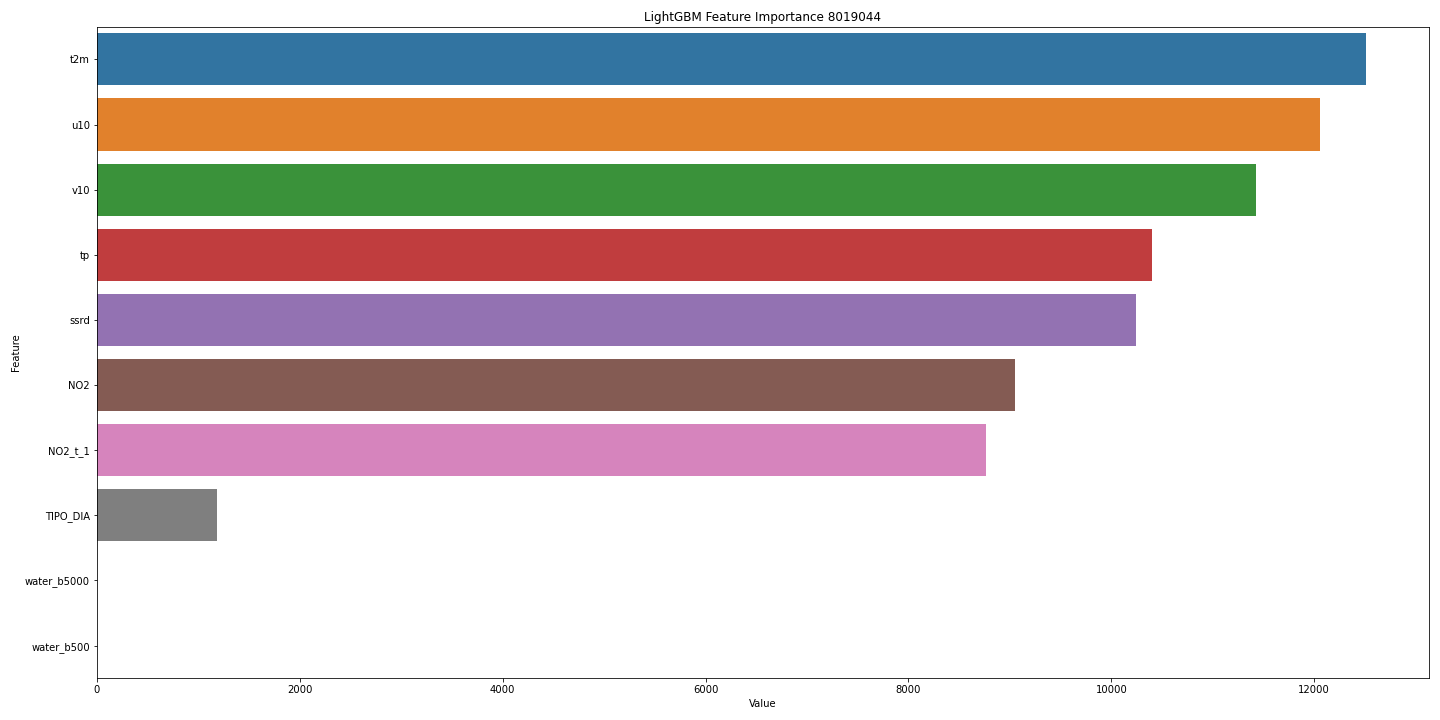 LightGBM Feature Importance 8019044
t2m
u10
v10
tp
ssrd
NO2
NO2_t_1
TIPO_DIA
water_b5000
water_b500
Feature
0 2000 4000 6000 8000 10000 12000
Value